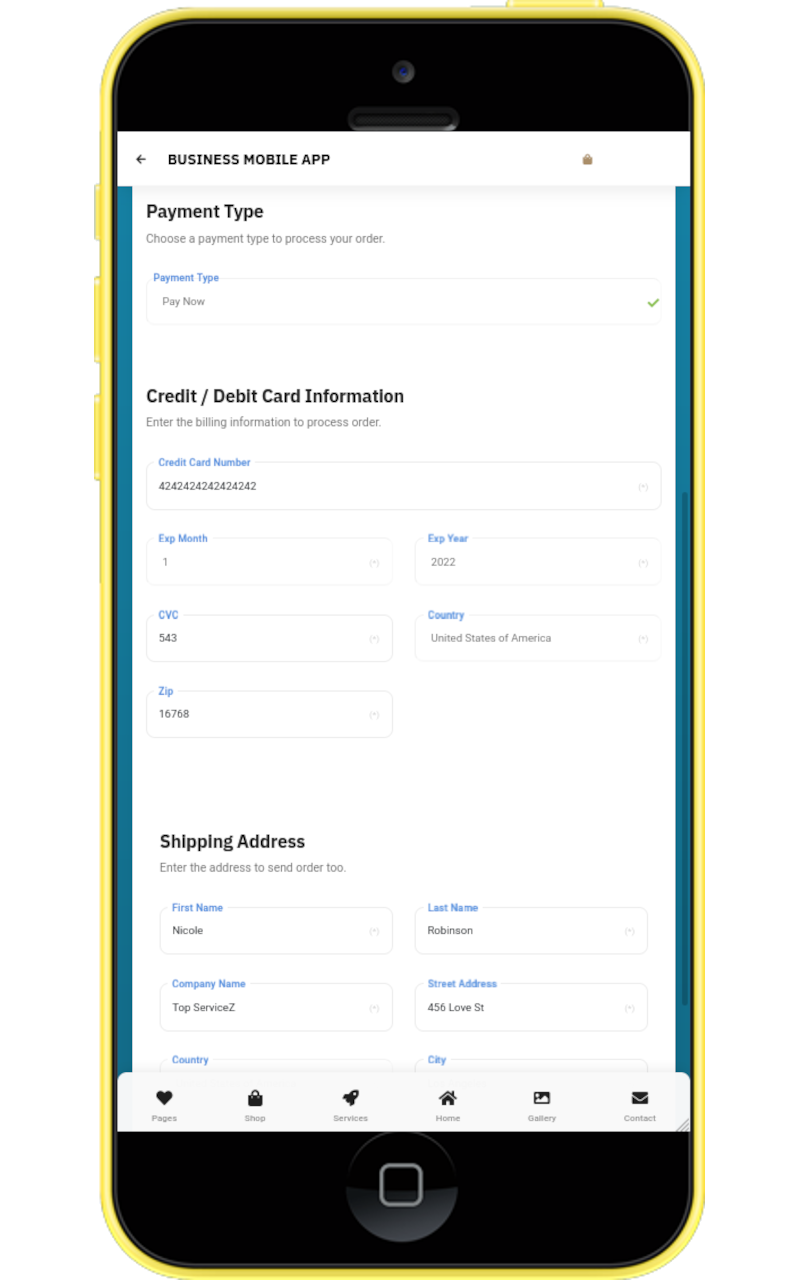 BUSINESS MOBILE APP
Payment Type
Choose a payment type to process your order.
Payment Type
Pay Now
Credit / Debit Card Information
Enter the billing information to process order.
Credit Card Number
4242424242424242 (*)
Exp Month Exp Year
1 (*) 2022 (*)
CVC Country
543 (*) United States of America (*)
Zip
16768 (*)
Shipping Address
Enter the address to send order too.
First Name Last Name
Nicole (*) Robinson (*)
Company Name Street Address
Top ServiceZ (*) 456 Love St (*)
Country City
Pages Shop Services Home Gallery Contact